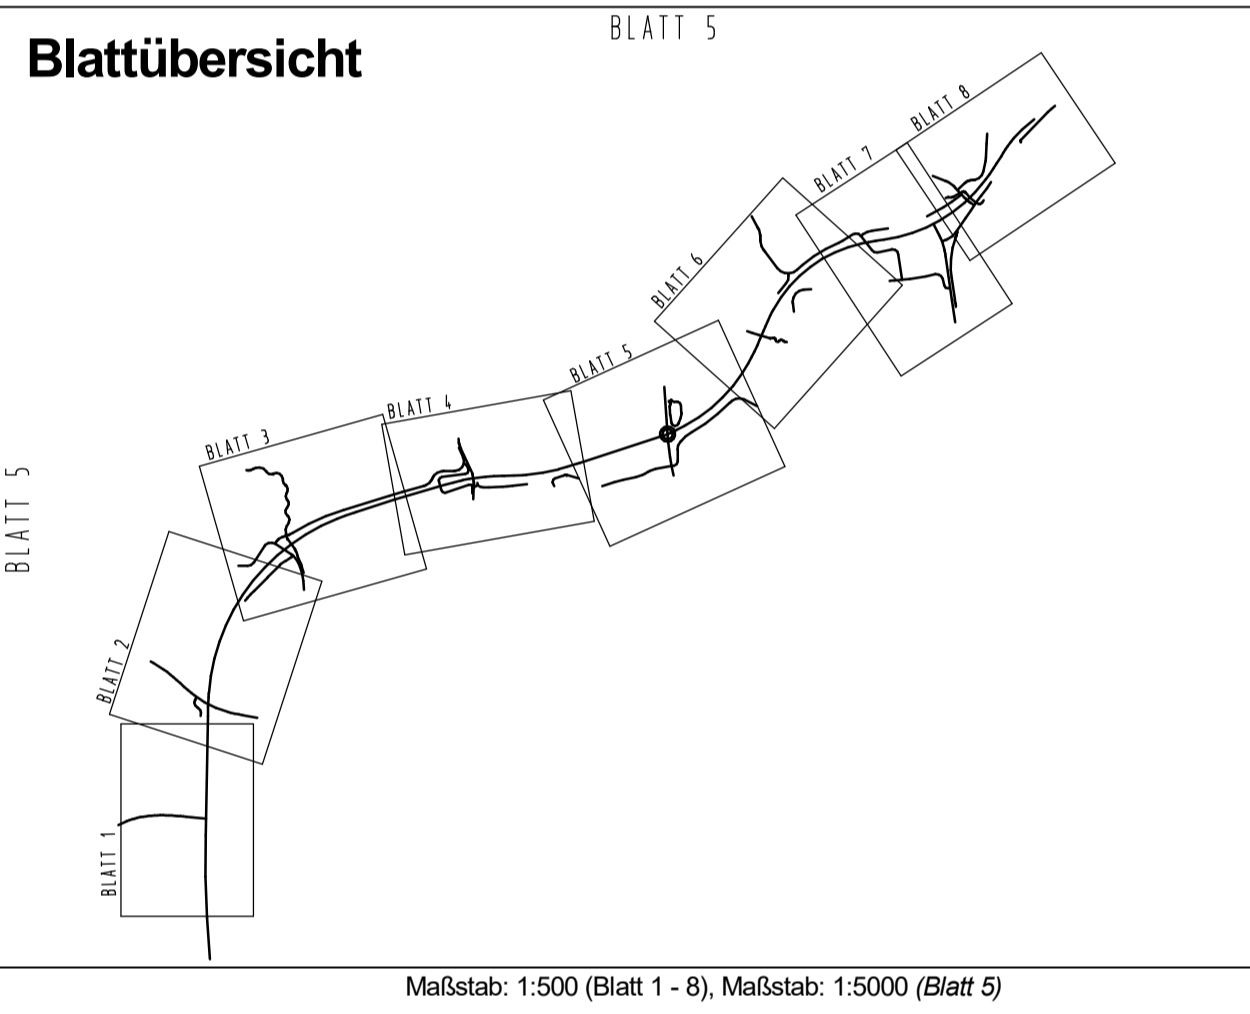 BLATT 5
Blattübersicht
BLATT 8
BLATT 7
BLATT 6
BLATT 5
BLATT 4
BLATT 3
BLATT 5
BLATT 2
BLATT 1
Maßstab: 1:500 (Blatt 1 - 8), Maßstab: 1:5000 (Blatt 5)